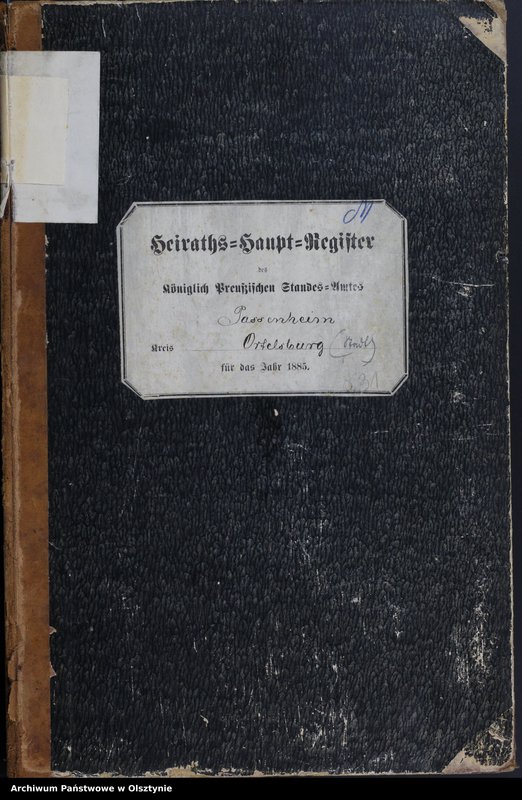 M
Heiraths=Haupt=Register
des
Königlich Preußischen Standes=Amtes
Passenheim
Kreis Ortelsburg
für das Jahr 1885.
Archiwum Państwowe w Olsztynie